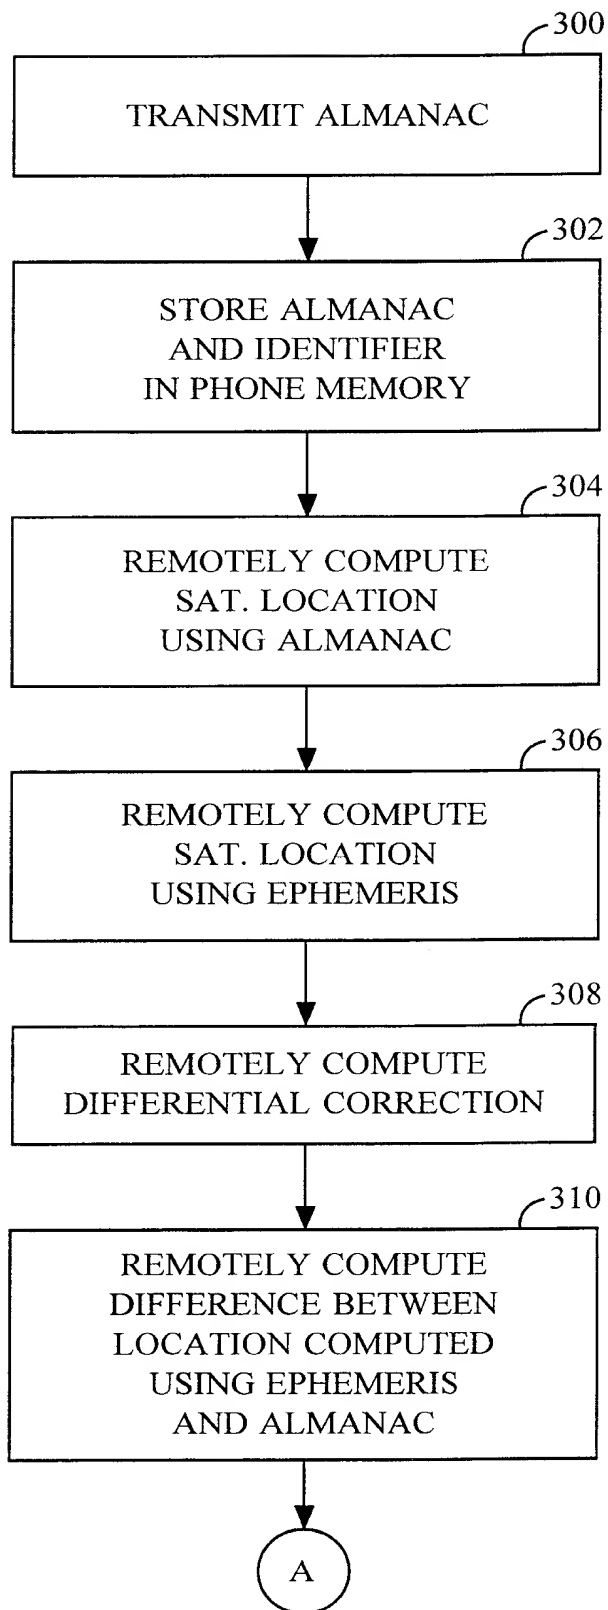 300
TRANSMIT ALMANAC
302
STORE ALMANAC
AND IDENTIFIER
IN PHONE MEMORY
304
REMOTELY COMPUTE
SAT. LOCATION
USING ALMANAC
306
REMOTELY COMPUTE
SAT. LOCATION
USING EPHEMERIS
308
REMOTELY COMPUTE
DIFFERENTIAL CORRECTION
310
REMOTELY COMPUTE
DIFFERENCE BETWEEN
LOCATION COMPUTED
USING EPHEMERIS
AND ALMANAC
A